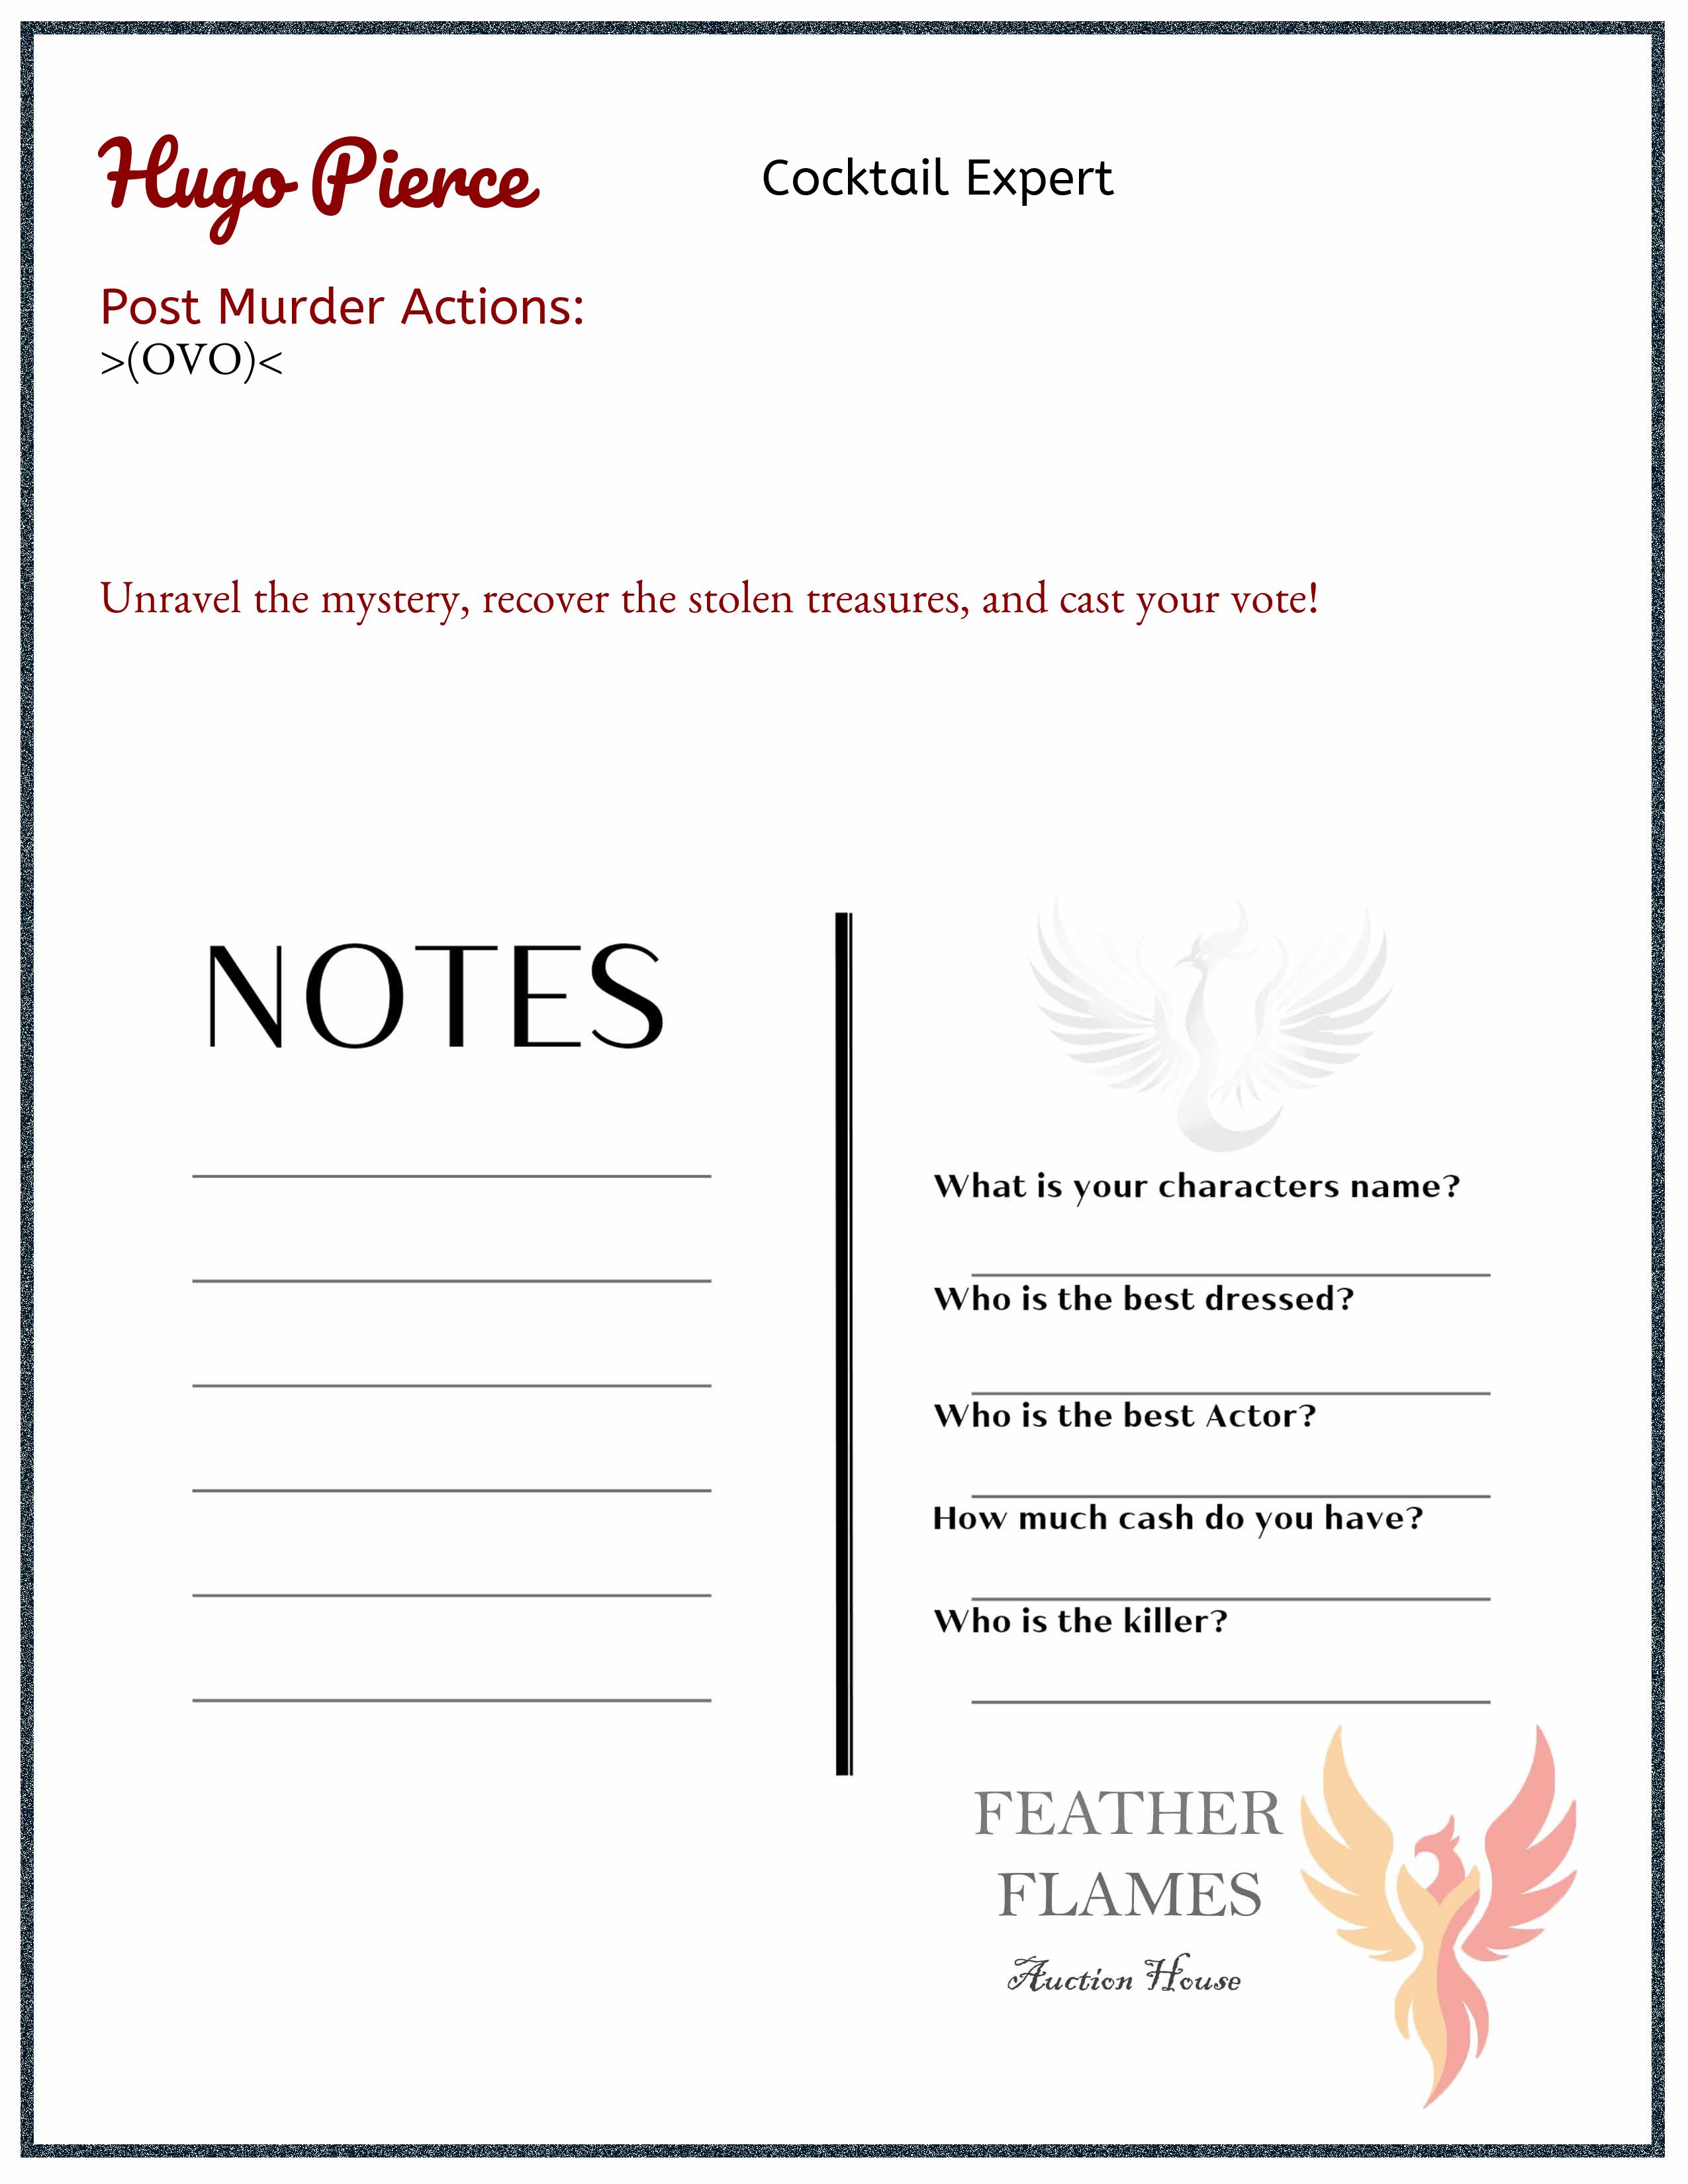 Hugo Pierce
Cocktail Expert
Post Murder Actions:
>(OVO)<
Unravel the mystery, recover the stolen treasures, and cast your vote!
NOTES
What is your characters name?
Who is the best dressed?
Who is the best Actor?
How much cash do you have?
Who is the killer?
FEATHER
FLAMES
Auction House